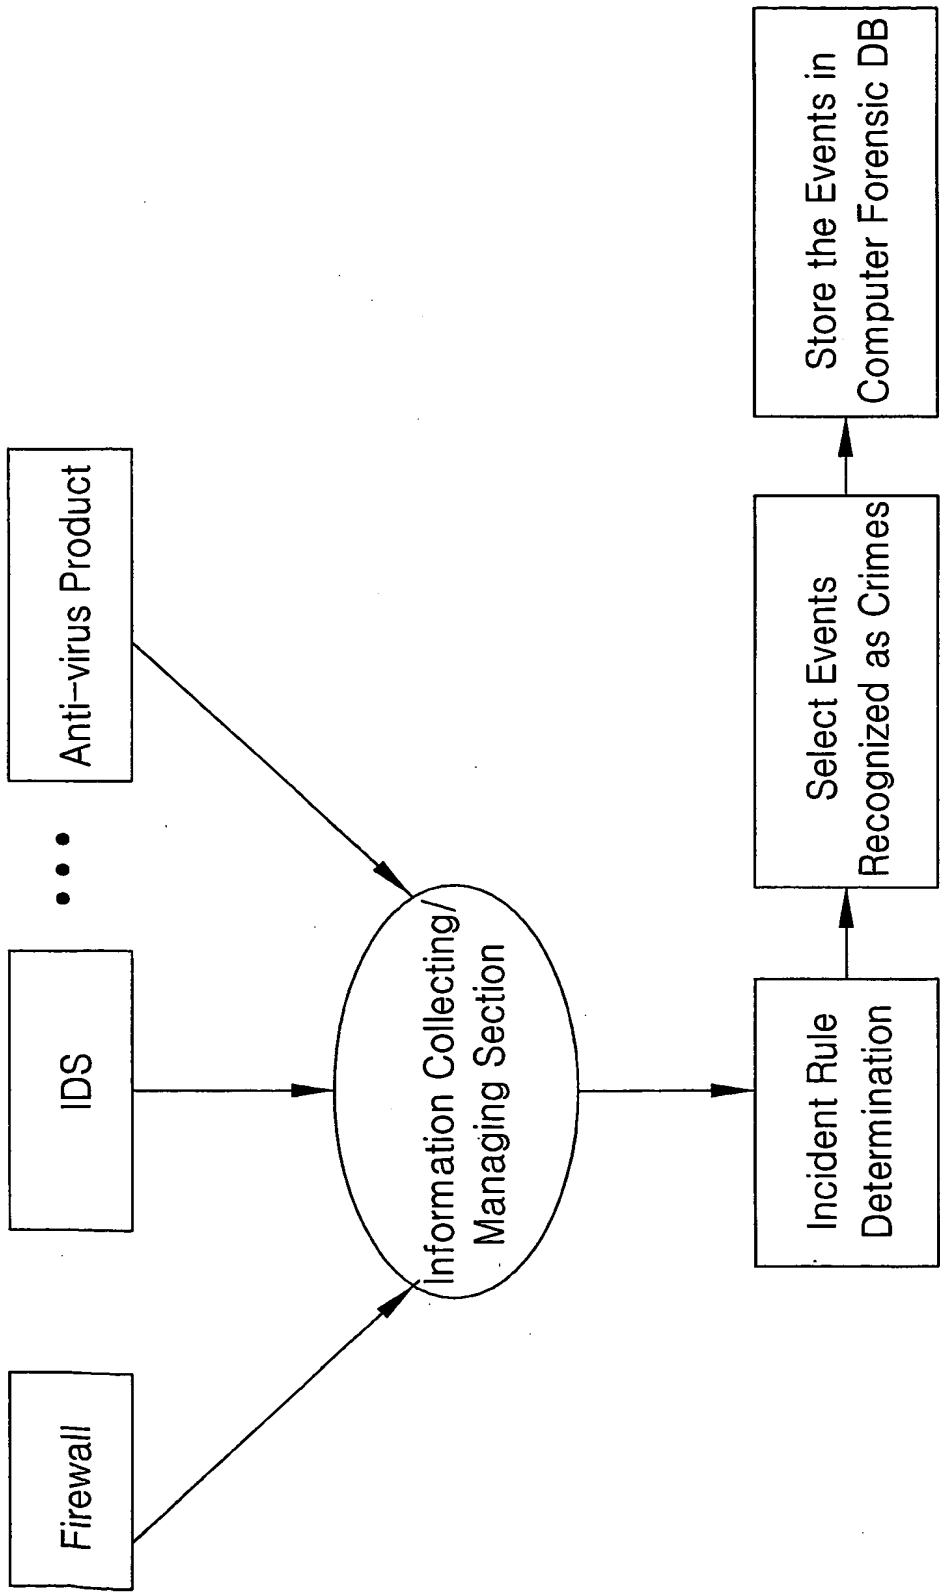 Firewall
IDS
•••
Anti-virus Product
Information Collecting/
Managing Section
Incident Rule
Determination
Select Events
Recognized as Crimes
Store the Events in
Computer Forensic DB